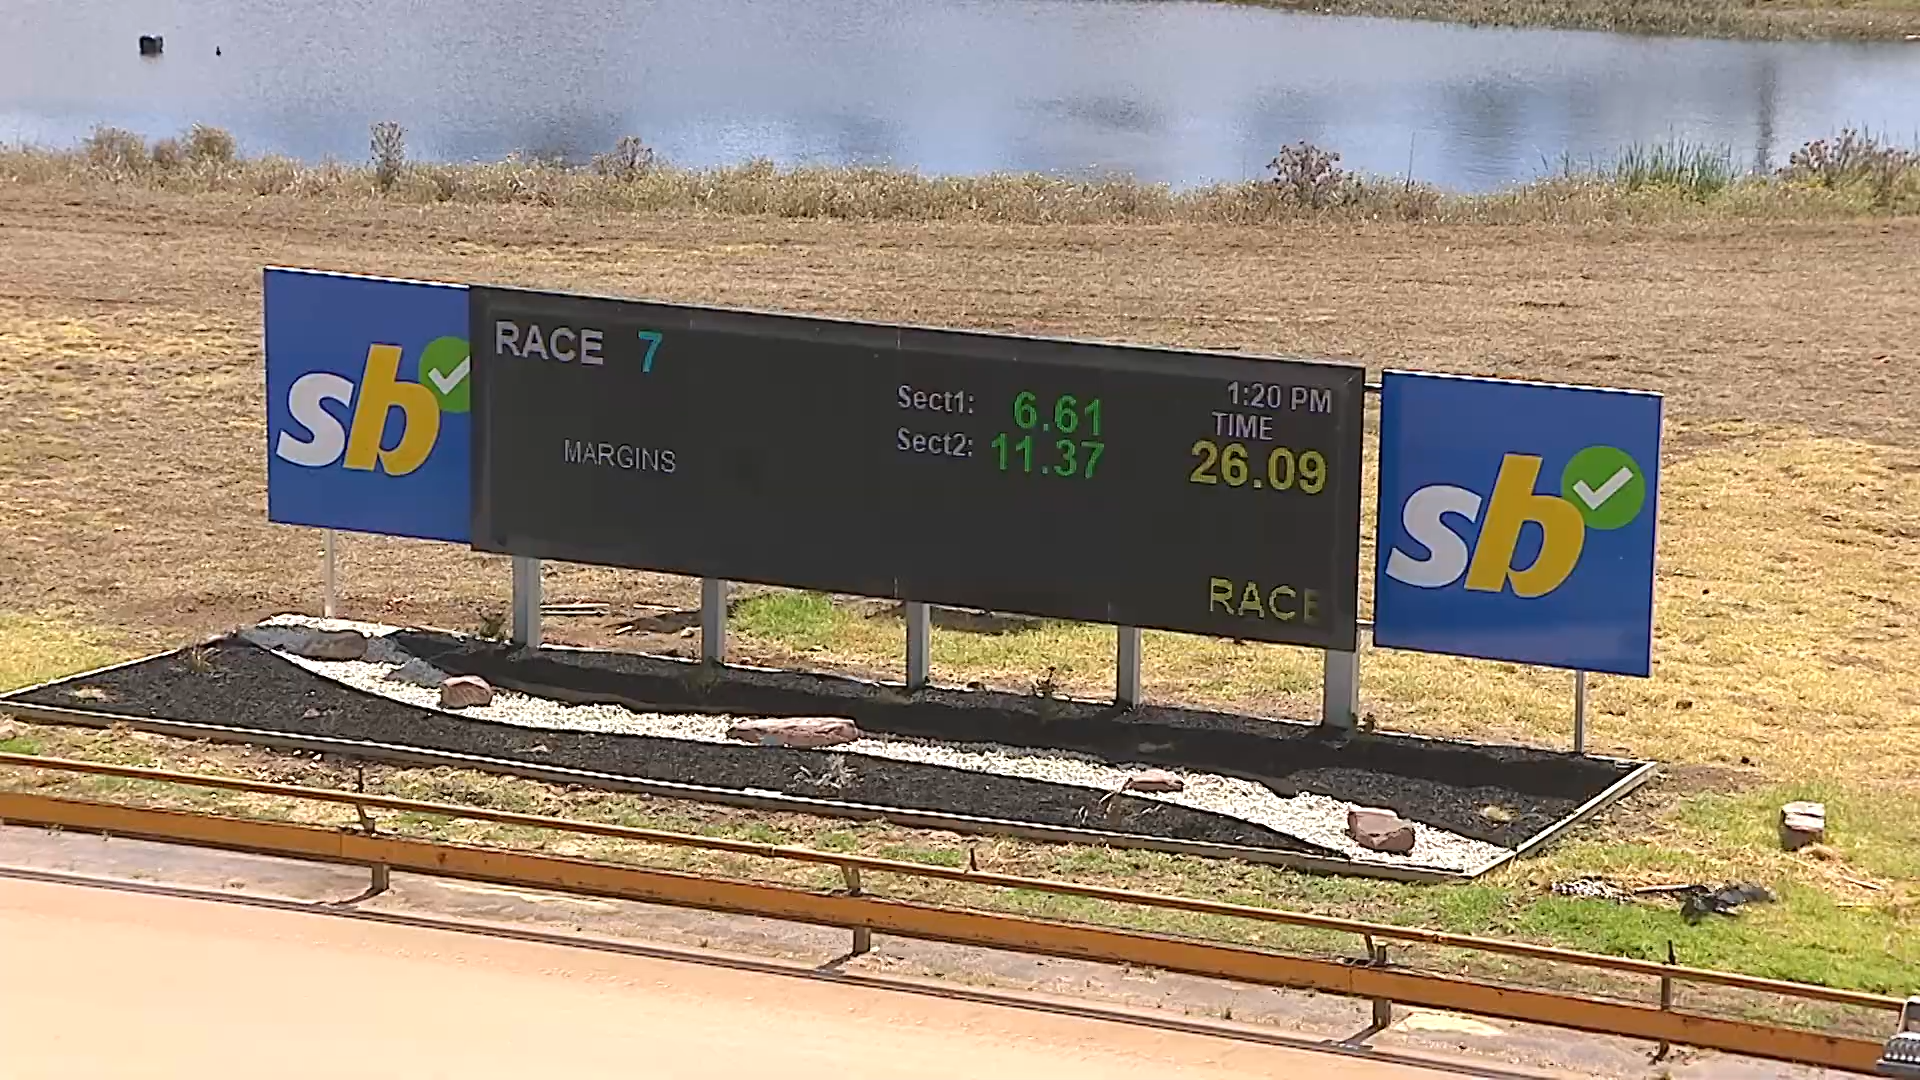 sb
RACE 7
MARGINS
Sect1: 6.61
Sect2: 11.37
1:20 PM
TIME
26.09
RACE
sb